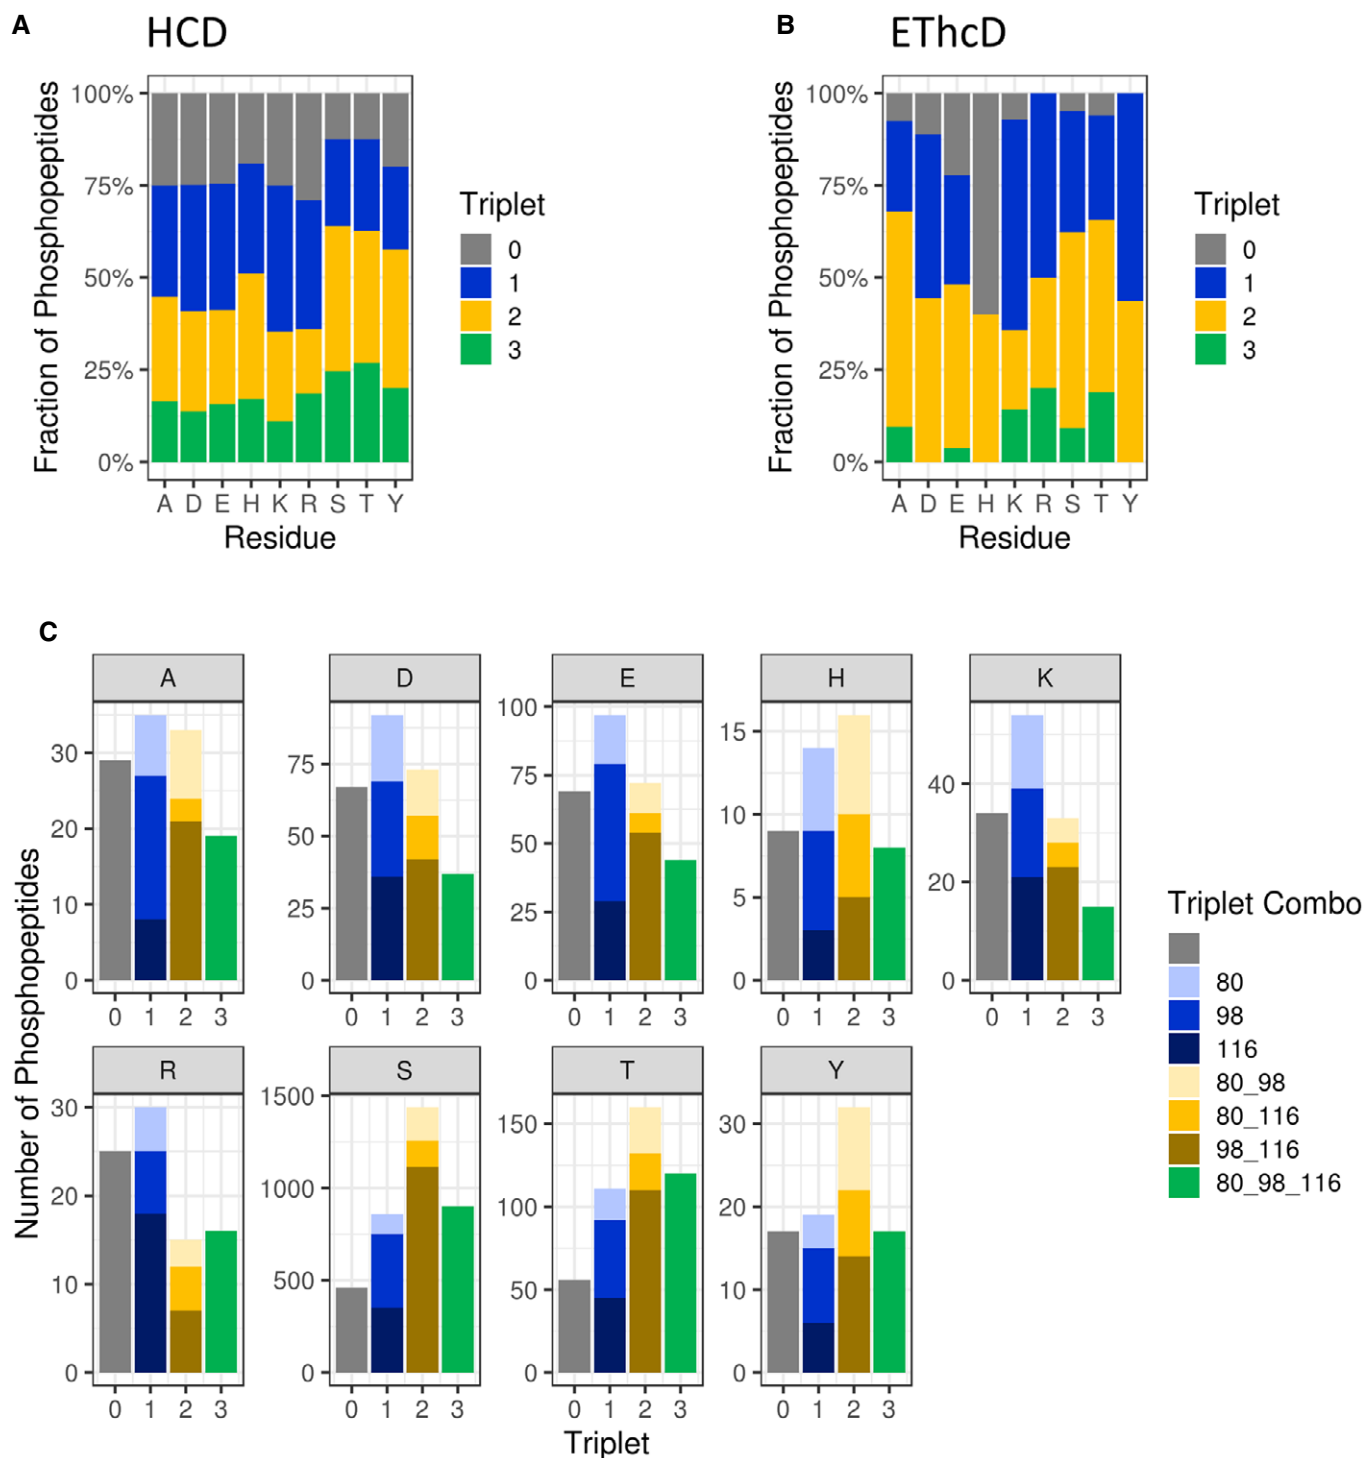 A HCD
B EThcD
Fraction of Phosphopeptides
100%
75%
50%
25%
0%
A D E H K R S T Y
Residue
Triplet
0
1
2
3
Fraction of Phosphopeptides
100%
75%
50%
25%
0%
A D E H K R S T Y
Residue
Triplet
0
1
2
3
C
Number of Phosphopeptides
A
30
20
10
0
0 1 2 3
D
75
50
25
0
0 1 2 3
E
100
75
50
25
0
0 1 2 3
H
15
10
5
0
0 1 2 3
K
40
20
0
0 1 2 3
R
30
20
10
0
0 1 2 3
S
1500
1000
500
0
0 1 2 3
T
150
100
50
0
0 1 2 3
Y
30
20
10
0
0 1 2 3
Triplet
Triplet Combo
80
98
116
80_98
80_116
98_116
80_98_116